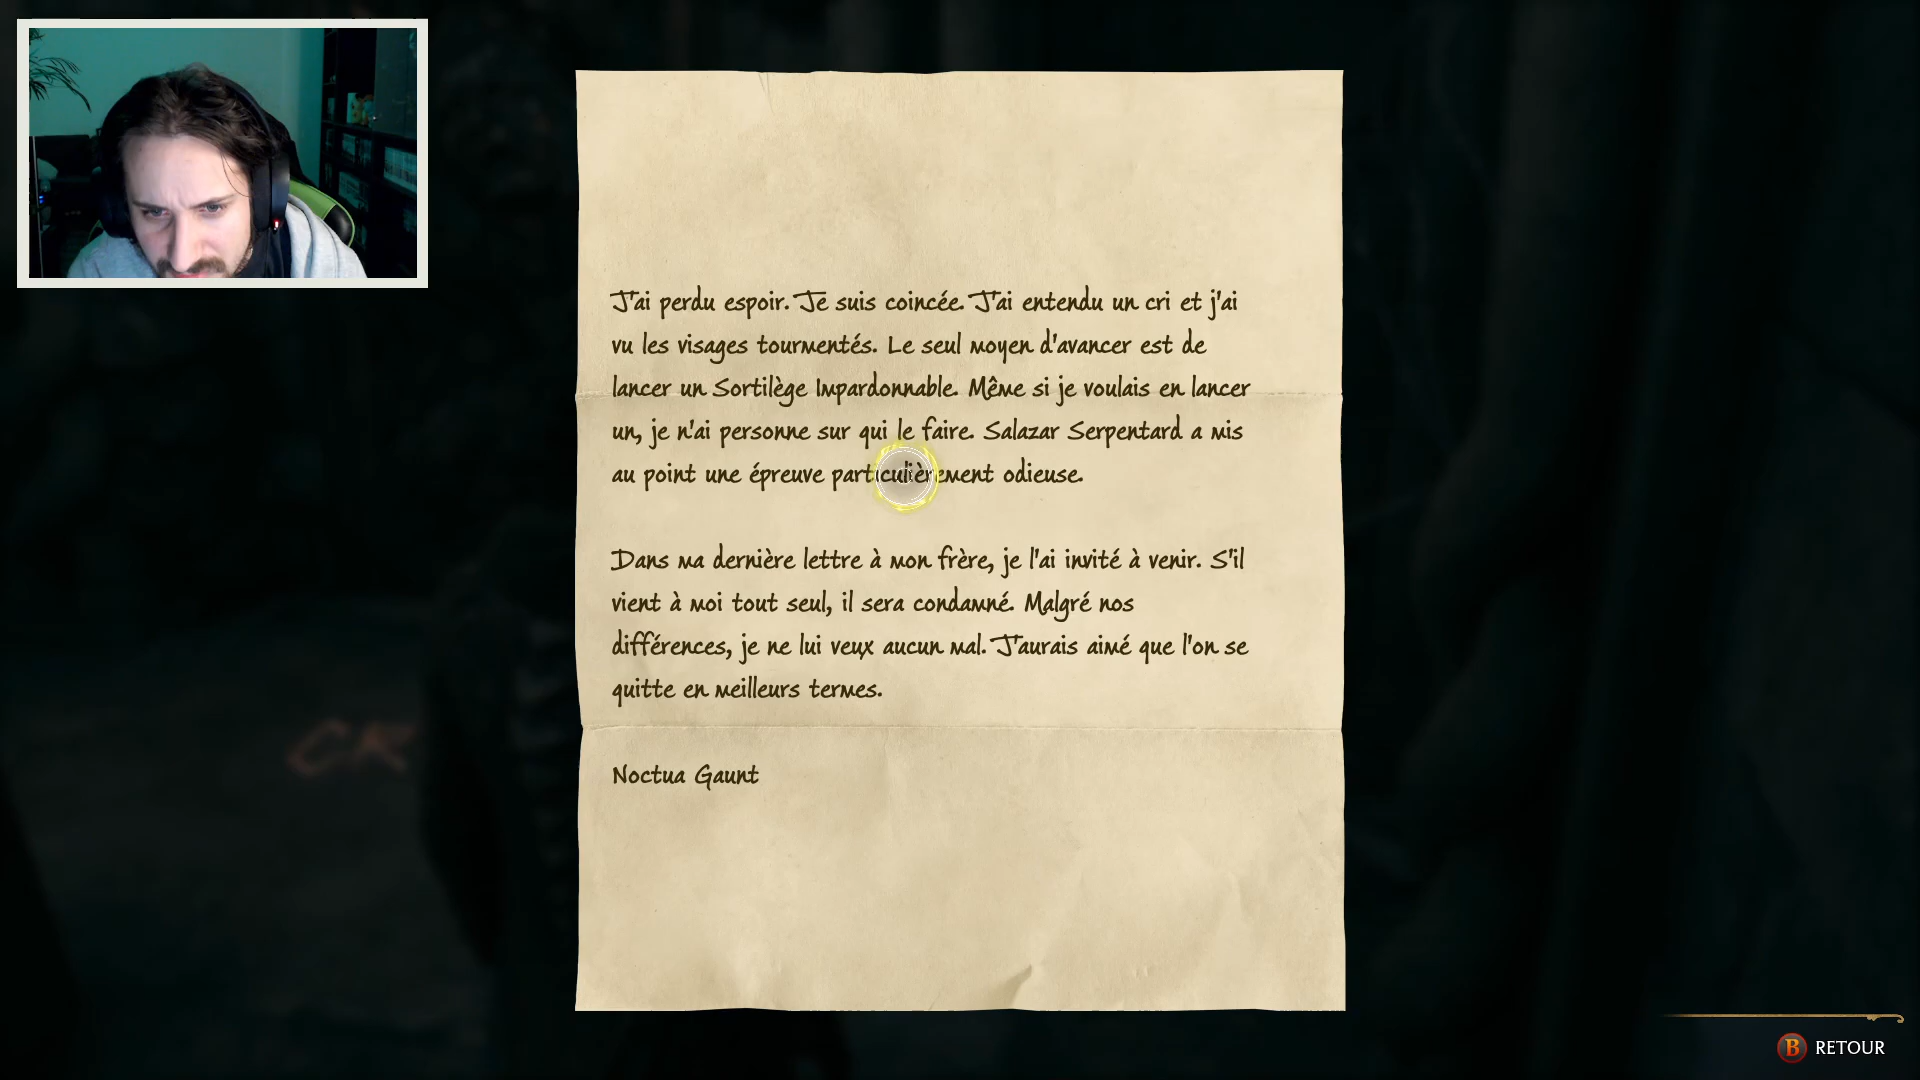 J'ai perdu espoir. Je suis coincée. J'ai entendu un cri et j'ai
vu les visages tourmentés. Le seul moyen d'avancer est de
lancer un Sortilège Impardonnable. Même si je voulais en lancer
un, je n'ai personne sur qui le faire. Salazar Serpentard a mis
au point une épreuve particulièrement odieuse.
Dans ma dernière lettre à mon frère, je l'ai invité à venir. S'il
vient à moi tout seul, il sera condamné. Malgré nos
différences, je ne lui veux aucun mal. J'aurais aimé que l'on se
quitte en meilleurs termes.
Noctua Gaunt
CR
B RETOUR